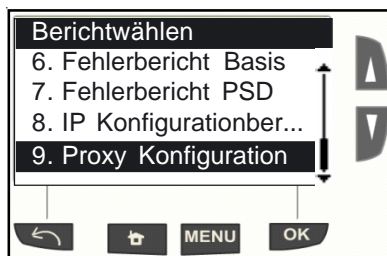 Berichtwählen
6. Fehlerbericht Basis
7. Fehlerbericht PSD
8. IP Konfigurationber...
9. Proxy Konfiguration
MENU OK